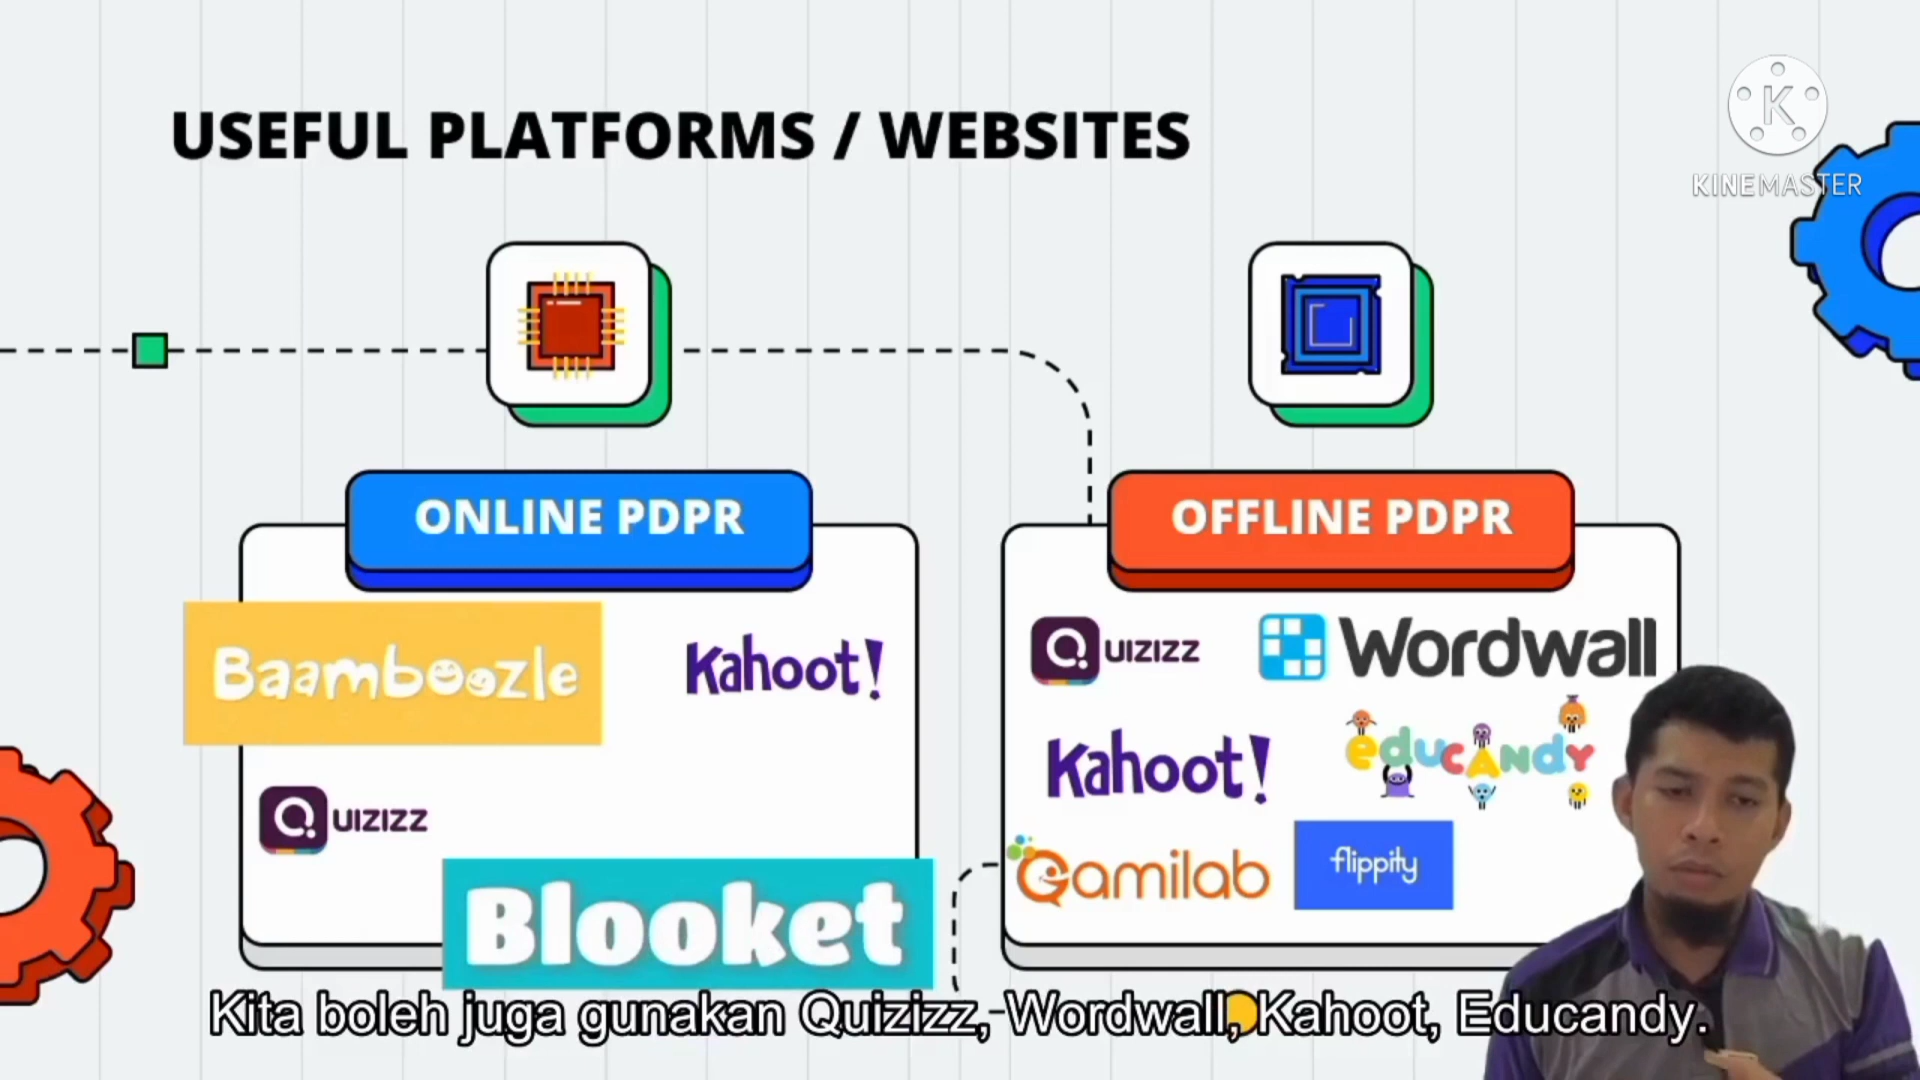 USEFUL PLATFORMS / WEBSITES
K
KINEMASTER
ONLINE PDPR
Baamboozle
Kahoot!
QUIZIZZ
Blooket
OFFLINE PDPR
QUIZIZZ
Wordwall
Kahoot!
eduCANdY
Qamilab
flippity
Kita boleh juga gunakan Quizizz, Wordwall, Kahoot, Educandy.